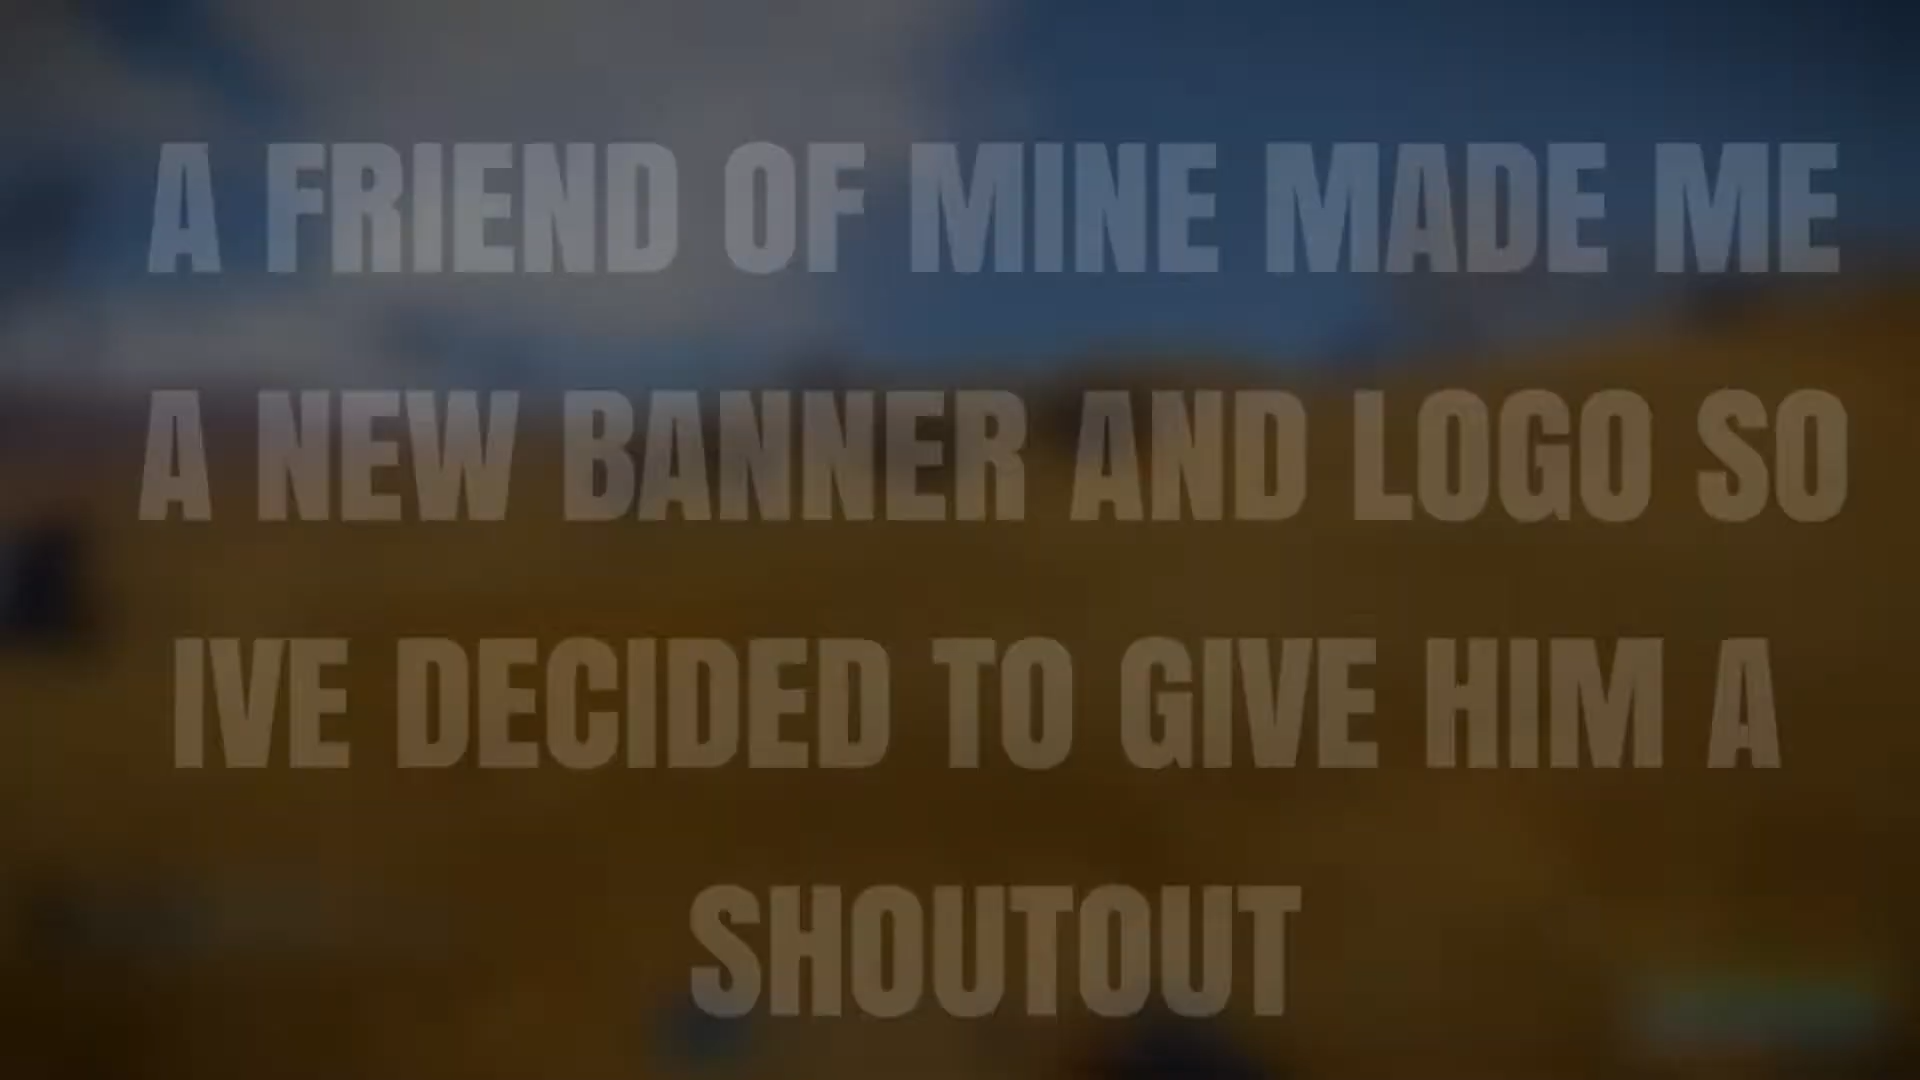 A FRIEND OF MINE MADE ME
A NEW BANNER AND LOGO SO
IVE DECIDED TO GIVE HIM A
SHOUTOUT